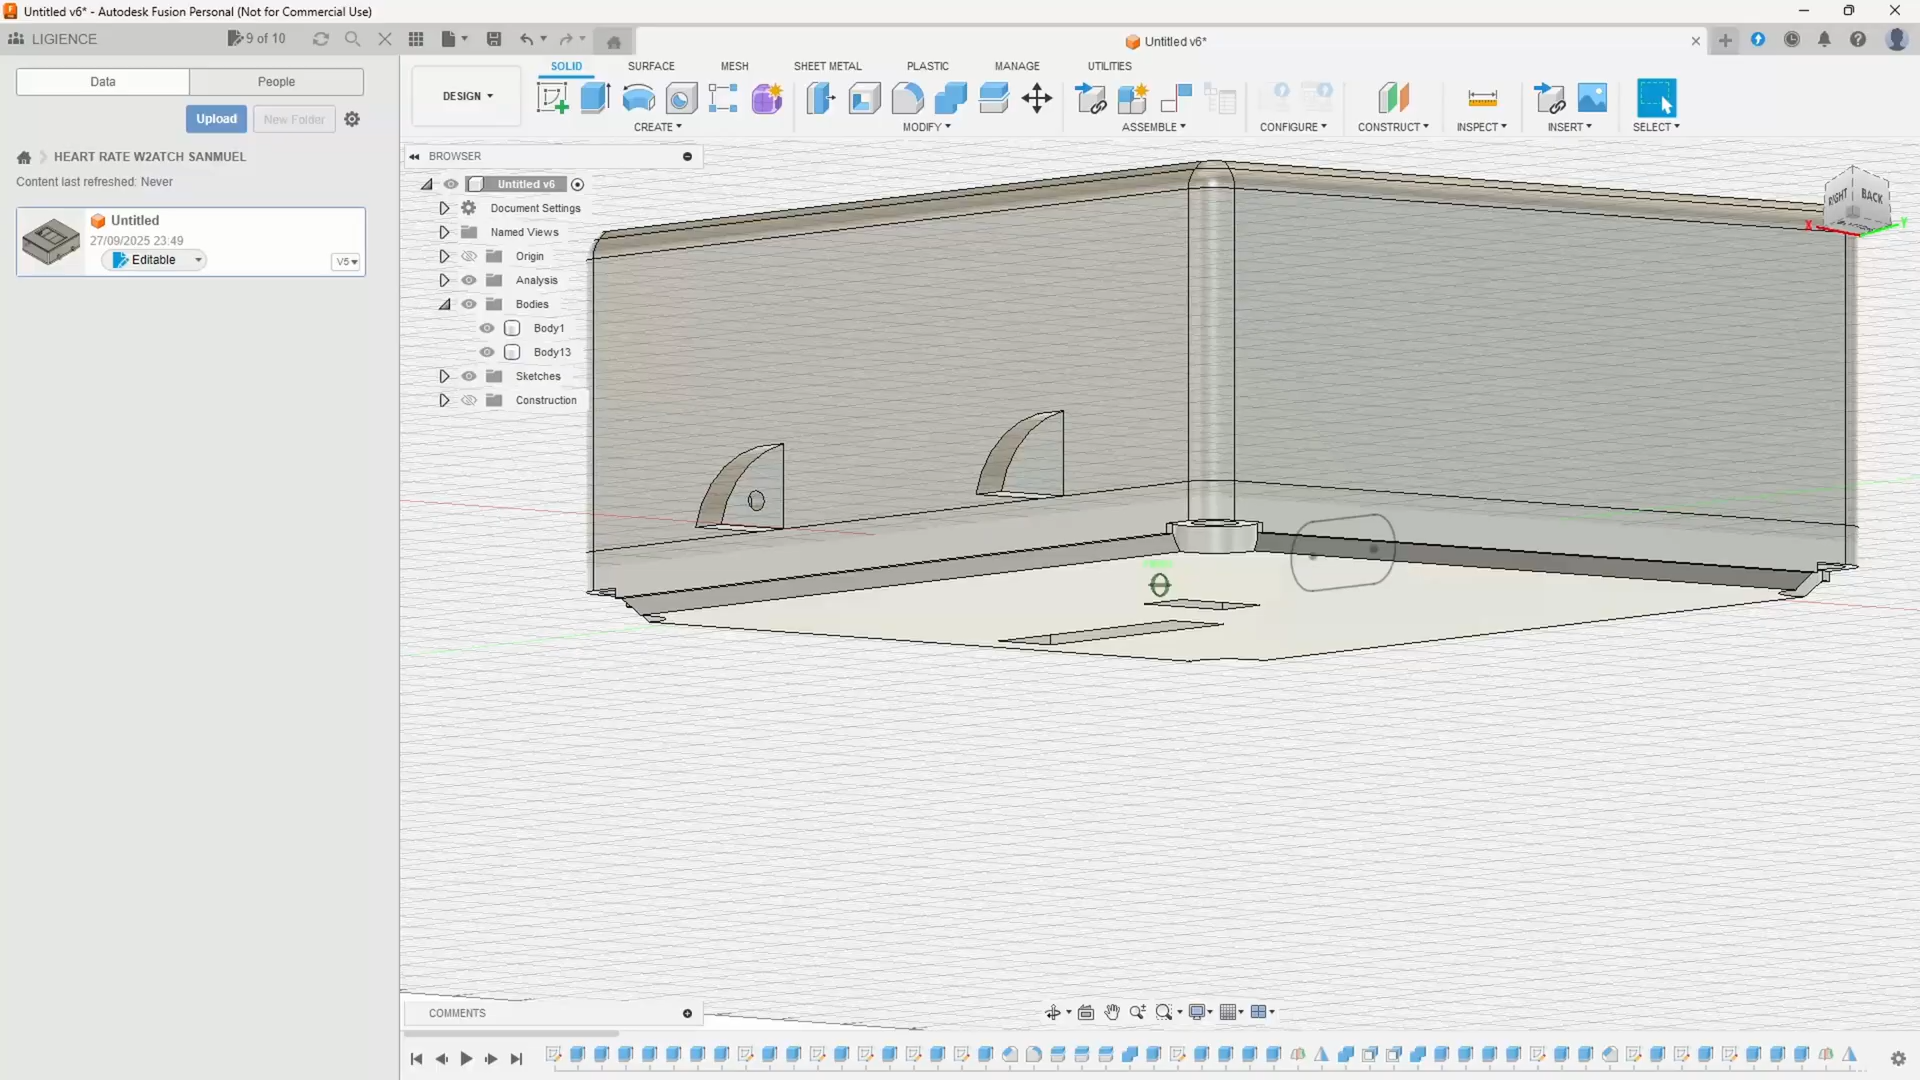 Untitled v6* - Autodesk Fusion Personal (Not for Commercial Use)
LIGIENCE
9 of 10
Untitled v6*
Data
People
Upload
New Folder
HEART RATE W2ATCH SANMUEL
Content last refreshed: Never
Untitled
27/09/2025 23:49
Editable
V5
DESIGN
SOLID
SURFACE
MESH
SHEET METAL
PLASTIC
MANAGE
UTILITIES
CREATE
MODIFY
ASSEMBLE
CONFIGURE
CONSTRUCT
INSPECT
INSERT
SELECT
BROWSER
Untitled v6
Document Settings
Named Views
Origin
Analysis
Bodies
Body1
Body13
Sketches
Construction
RIGHT
BACK
X
Y
COMMENTS